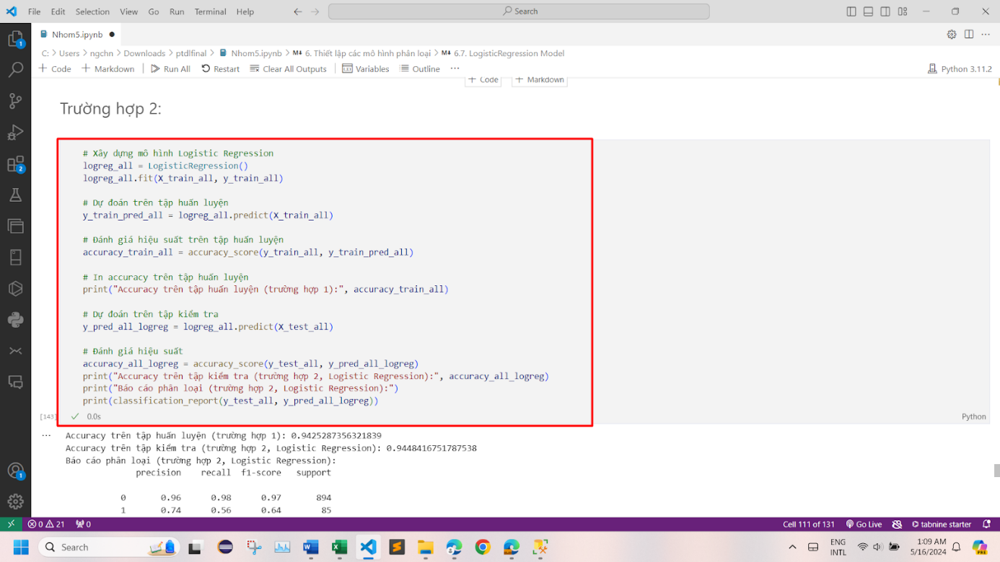 File Edit Selection View Go Run Terminal Help
Search
Nhom5.ipynb
C: > Users > ngchn > Downloads > ptdlfinal > Nhom5.ipynb > M↓ 6. Thiết lập các mô hình phân loại > M↓ 6.7. LogisticRegression Model
+ Code + Markdown Run All Restart Clear All Outputs Variables Outline ... Python 3.11.2
+ Code + Markdown
Trường hợp 2:
# Xây dựng mô hình Logistic Regression
logreg_all = LogisticRegression()
logreg_all.fit(X_train_all, y_train_all)
# Dự đoán trên tập huấn luyện
y_train_pred_all = logreg_all.predict(X_train_all)
# Đánh giá hiệu suất trên tập huấn luyện
accuracy_train_all = accuracy_score(y_train_all, y_train_pred_all)
# In accuracy trên tập huấn luyện
print("Accuracy trên tập huấn luyện (trường hợp 1):", accuracy_train_all)
# Dự đoán trên tập kiểm tra
y_pred_all_logreg = logreg_all.predict(X_test_all)
# Đánh giá hiệu suất
accuracy_all_logreg = accuracy_score(y_test_all, y_pred_all_logreg)
print("Accuracy trên tập kiểm tra (trường hợp 2, Logistic Regression):", accuracy_all_logreg)
print("Báo cáo phân loại (trường hợp 2, Logistic Regression):")
print(classification_report(y_test_all, y_pred_all_logreg))
[143] 0.0s Python
... Accuracy trên tập huấn luyện (trường hợp 1): 0.9425287356321839
Accuracy trên tập kiểm tra (trường hợp 2, Logistic Regression): 0.9448416751787538
Báo cáo phân loại (trường hợp 2, Logistic Regression):
precision recall f1-score support
0 0.96 0.98 0.97 894
1 0.74 0.56 0.64 85
1
2
1
0 21 0 Cell 111 of 131 Go Live tabnine starter
Search ENG 1:09 AM
INTL 5/16/2024